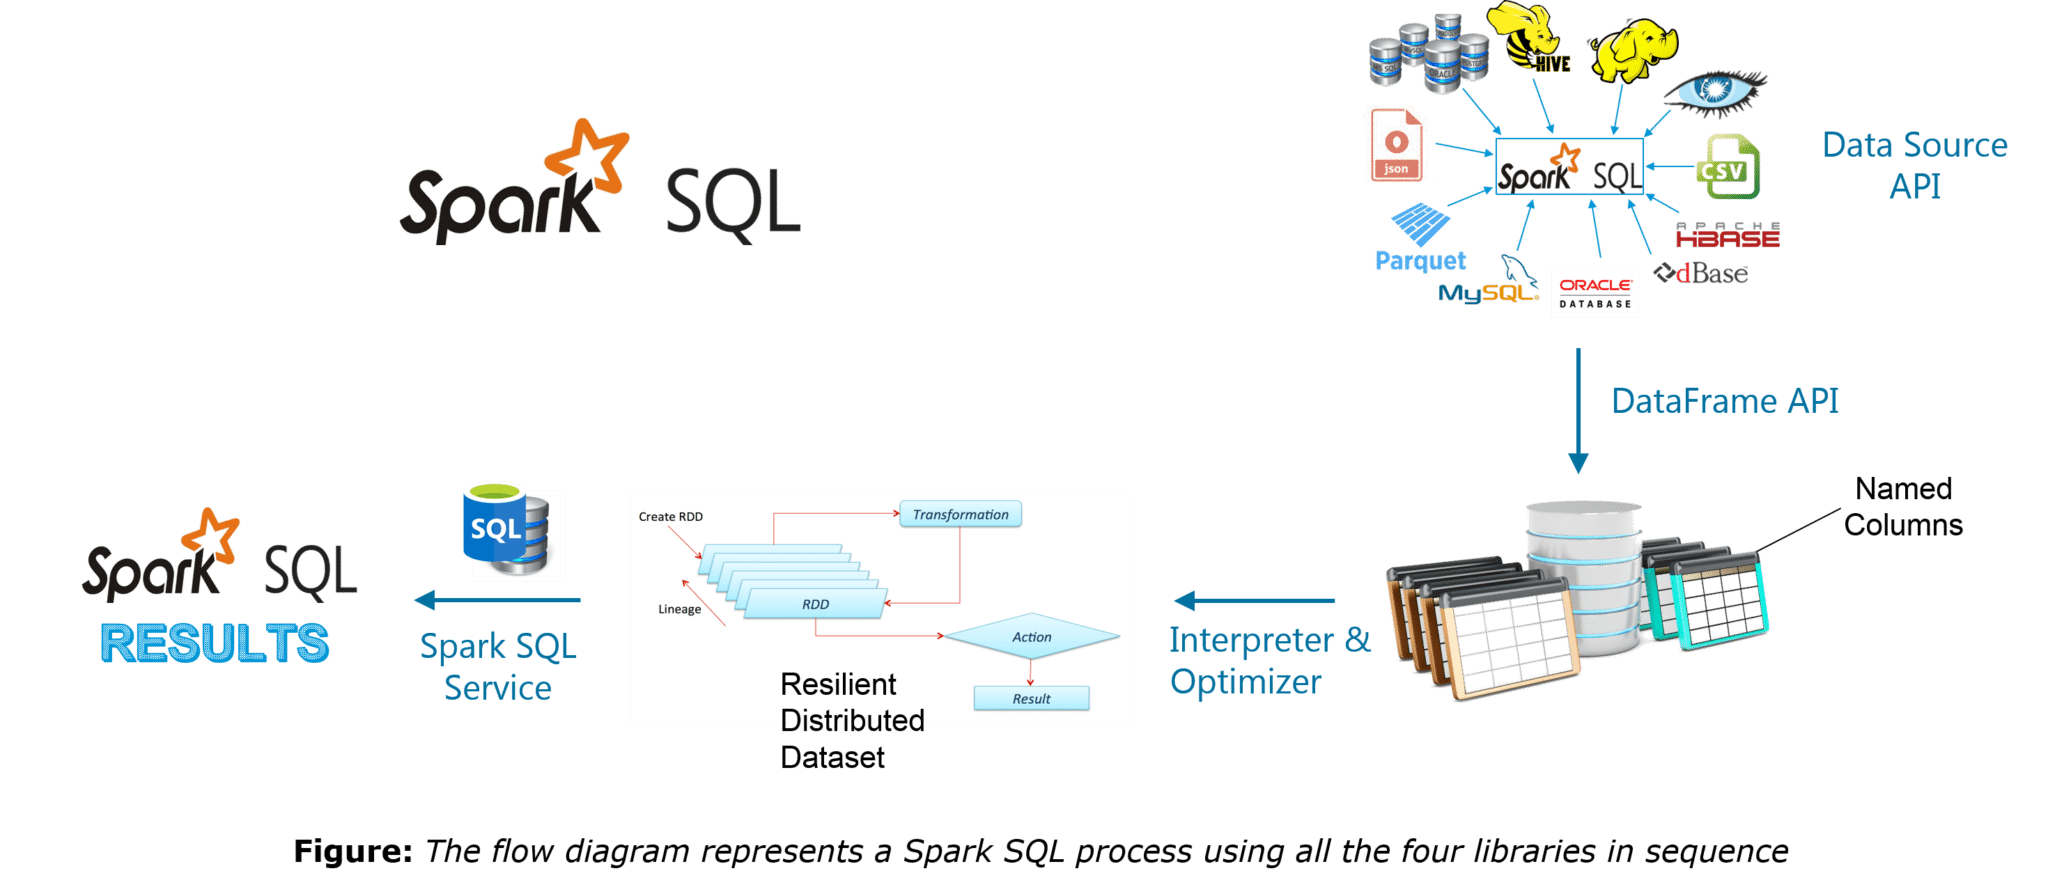 Spark SQL
ORACLE
HIVE
json
Spark SQL
CSV
Data Source
API
Parquet
APACHE
HBASE
MySQL
ORACLE
DATABASE
dBase
DataFrame API
Named
Columns
Interpreter &
Optimizer
Create RDD
Transformation
Lineage
RDD
Action
Result
Resilient
Distributed
Dataset
SQL
Spark SQL
Service
Spark SQL
RESULTS
Figure: The flow diagram represents a Spark SQL process using all the four libraries in sequence